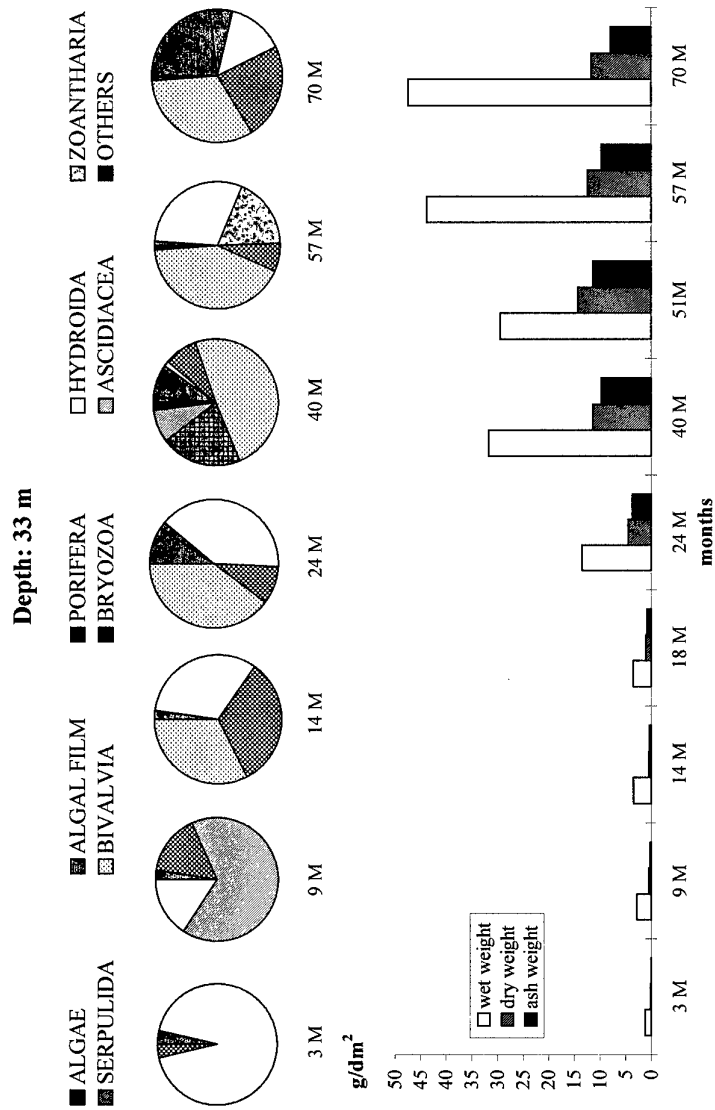 Depth: 33 m
ALGAE ALGAL FILM PORIFERA HYDROIDA ZOANTHARIA
SERPULIDA BIVALVIA BRYOZOA ASCIDIACEA OTHERS
3 M 9 M 14 M 24 M 40 M 57 M 70 M
g/dm²
50
45
40
35
30
25
20
15
10
5
0
wet weight
dry weight
ash weight
3 M 9 M 14 M 18 M 24 M 40 M 51M 57 M 70 M
months